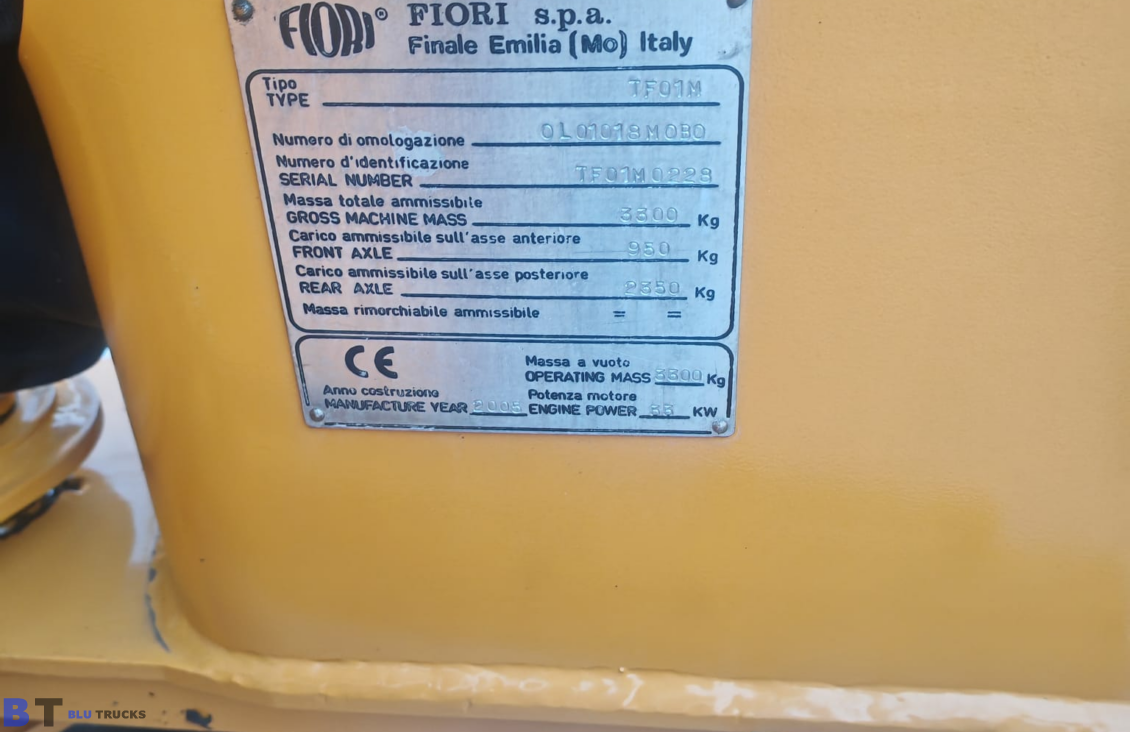 FIORI® FIORI s.p.a.
Finale Emilia (Mo) Italy
Tipo
TYPE TF01M
Numero di omologazione OL01018MOBO
Numero d'identificazione
SERIAL NUMBER TF01M0228
Massa totale ammissibile
GROSS MACHINE MASS 3300 Kg
Carico ammissibile sull'asse anteriore
FRONT AXLE 950 Kg
Carico ammissibile sull'asse posteriore
REAR AXLE 2350 Kg
Massa rimorchiabile ammissibile = =
CE
Massa a vuoto
OPERATING MASS 3300 Kg
Anno costruzione
MANUFACTURE YEAR 2005
Potenza motore
ENGINE POWER KW
BT BLU TRUCKS